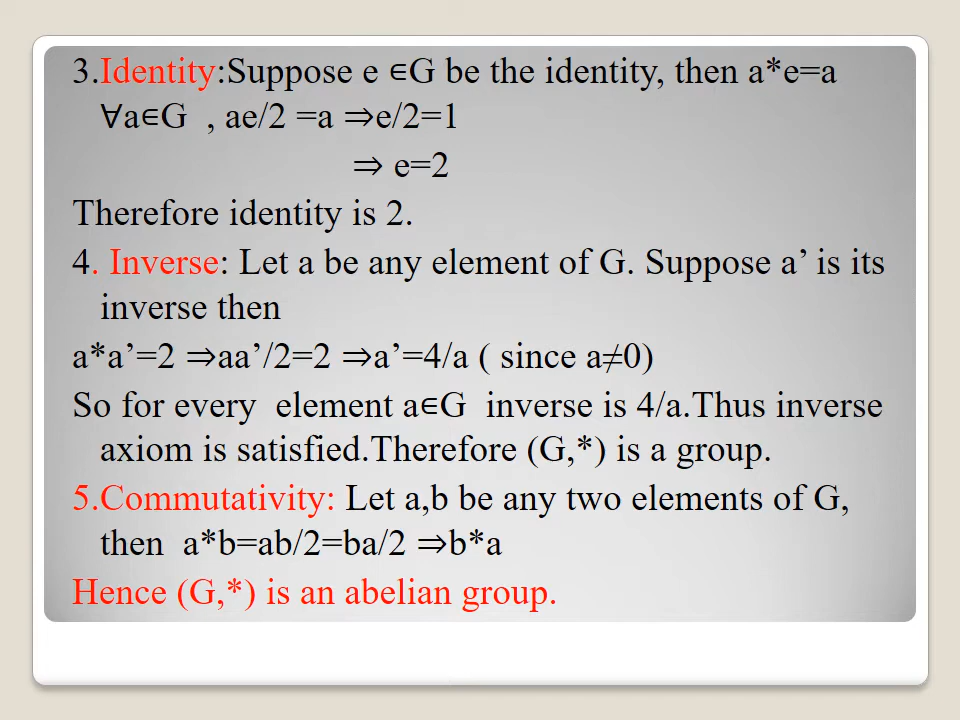 3.Identity:Suppose e ∈G be the identity, then a*e=a
∀a∈G  , ae/2 =a ⇒e/2=1
⇒ e=2
Therefore identity is 2.
4. Inverse: Let a be any element of G. Suppose a’ is its
inverse then
a*a’=2 ⇒aa’/2=2 ⇒a’=4/a ( since a≠0)
So for every  element a∈G  inverse is 4/a.Thus inverse
axiom is satisfied.Therefore (G,*) is a group.
5.Commutativity: Let a,b be any two elements of G,
then  a*b=ab/2=ba/2 ⇒b*a
Hence (G,*) is an abelian group.